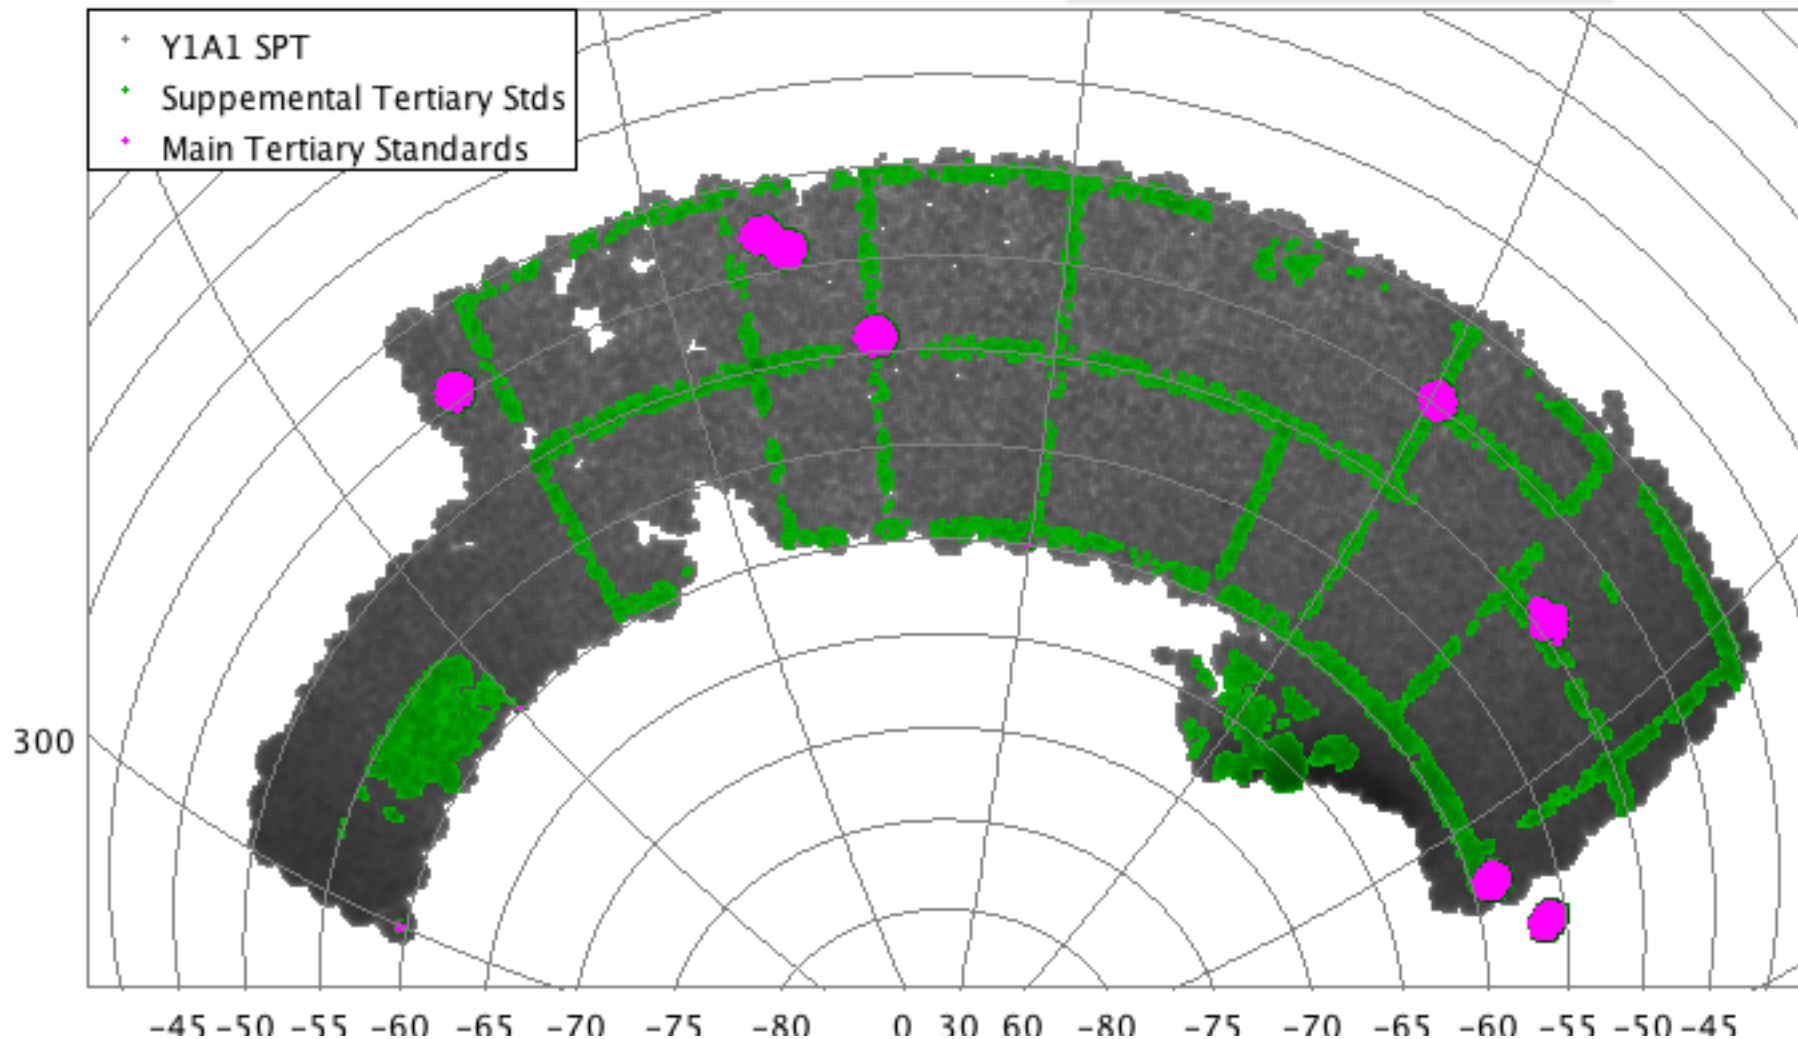 Y1A1 SPT
Suppemental Tertiary Stds
Main Tertiary Standards
300
-45 -50 -55 -60 -65 -70 -75 -80 0 30 60 -80 -75 -70 -65 -60 -55 -50 -45